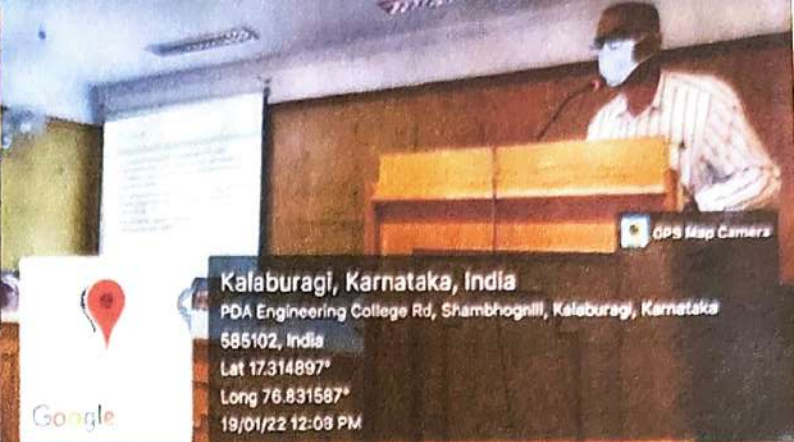 GPS Map Camera
Kalaburagi, Karnataka, India
PDA Engineering College Rd, Shambhognlli, Kalaburagi, Karnataka
585102, India
Lat 17.314897°
Long 76.831587°
19/01/22 12:08 PM
Google